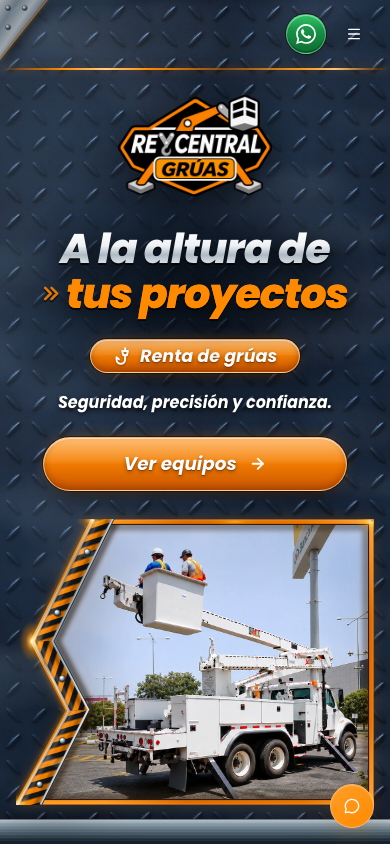 REYCENTRAL
GRÚAS
A la altura de
» tus proyectos
Renta de grúas
Seguridad, precisión y confianza.
Ver equipos →